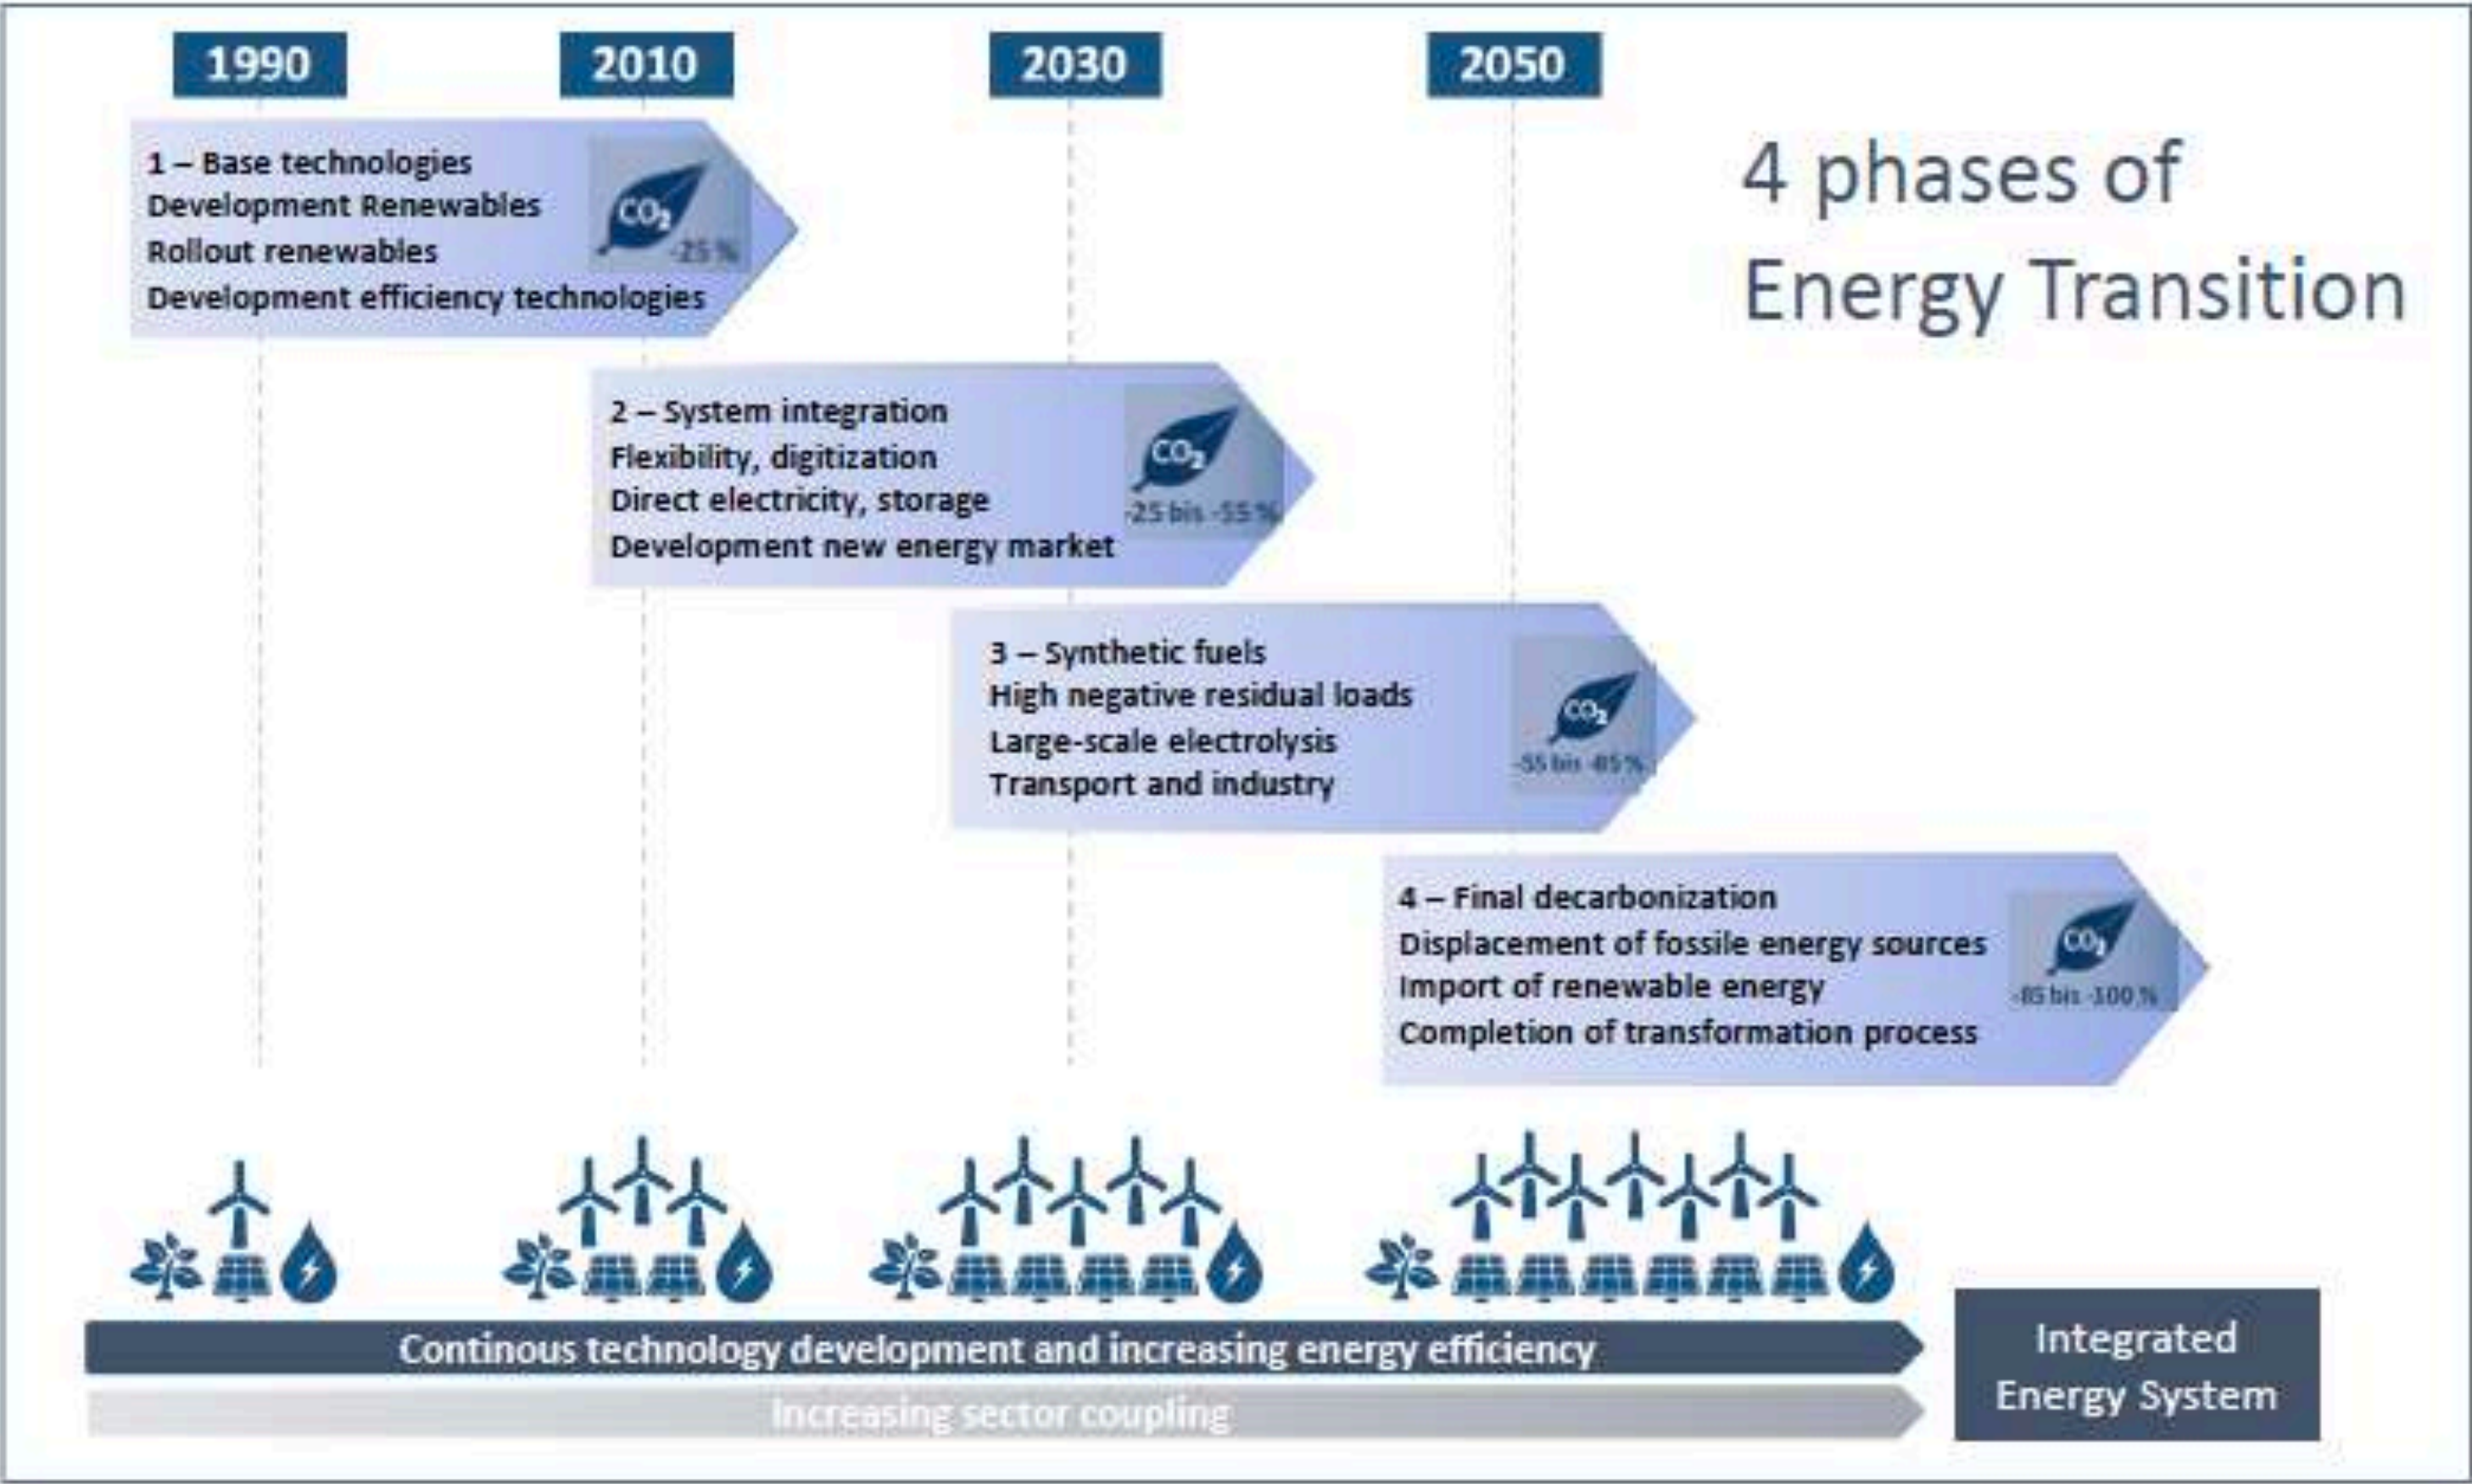 1990
2010
2030
2050
4 phases of
Energy Transition
1 – Base technologies
Development Renewables
Rollout renewables
Development efficiency technologies
CO₂
-25 %
2 – System integration
Flexibility, digitization
Direct electricity, storage
Development new energy market
CO₂
-25 bis -55 %
3 – Synthetic fuels
High negative residual loads
Large-scale electrolysis
Transport and industry
CO₂
-55 bis -85 %
4 – Final decarbonization
Displacement of fossile energy sources
Import of renewable energy
Completion of transformation process
CO₂
-85 bis -100 %
Continous technology development and increasing energy efficiency
Increasing sector coupling
Integrated
Energy System